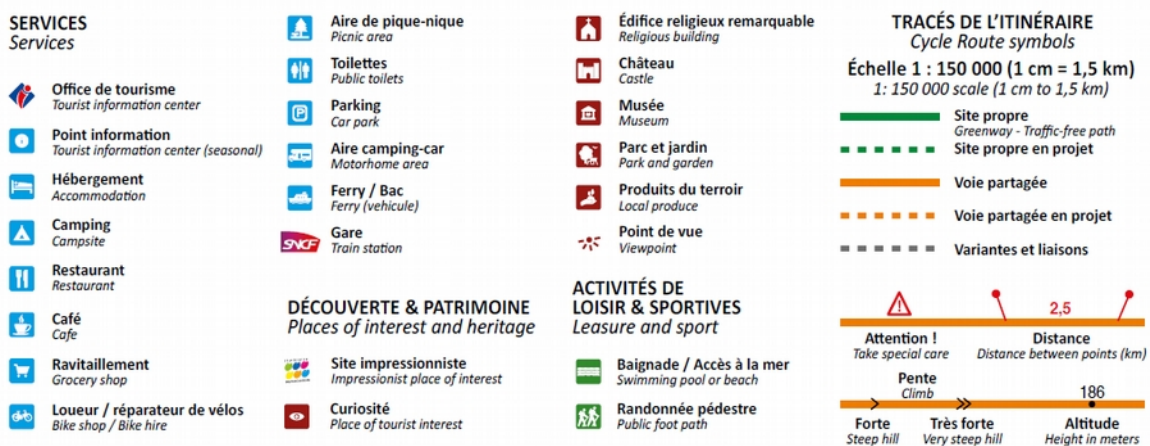 SERVICES
Services
Office de tourisme
Tourist information center
Point information
Tourist information center (seasonal)
Hébergement
Accommodation
Camping
Campsite
Restaurant
Restaurant
Café
Cafe
Ravitaillement
Grocery shop
Loueur / réparateur de vélos
Bike shop / Bike hire
Aire de pique-nique
Picnic area
Toilettes
Public toilets
P
Parking
Car park
Aire camping-car
Motorhome area
Ferry / Bac
Ferry (vehicule)
SNCF
Gare
Train station
DÉCOUVERTE & PATRIMOINE
Places of interest and heritage
Site impressionniste
Impressionist place of interest
Curiosité
Place of tourist interest
Édifice religieux remarquable
Religious building
Château
Castle
Musée
Museum
Parc et jardin
Park and garden
Produits du terroir
Local produce
Point de vue
Viewpoint
ACTIVITÉS DE
LOISIR & SPORTIVES
Leasure and sport
Baignade / Accès à la mer
Swimming pool or beach
Randonnée pédestre
Public foot path
TRACÉS DE L'ITINÉRAIRE
Cycle Route symbols
Échelle 1 : 150 000 (1 cm = 1,5 km)
1: 150 000 scale (1 cm to 1,5 km)
Site propre
Greenway - Traffic-free path
Site propre en projet
Voie partagée
Voie partagée en projet
Variantes et liaisons
2,5
Attention !
Take special care
Distance
Distance between points (km)
Pente
Climb
186
Forte
Steep hill
Très forte
Very steep hill
Altitude
Height in meters